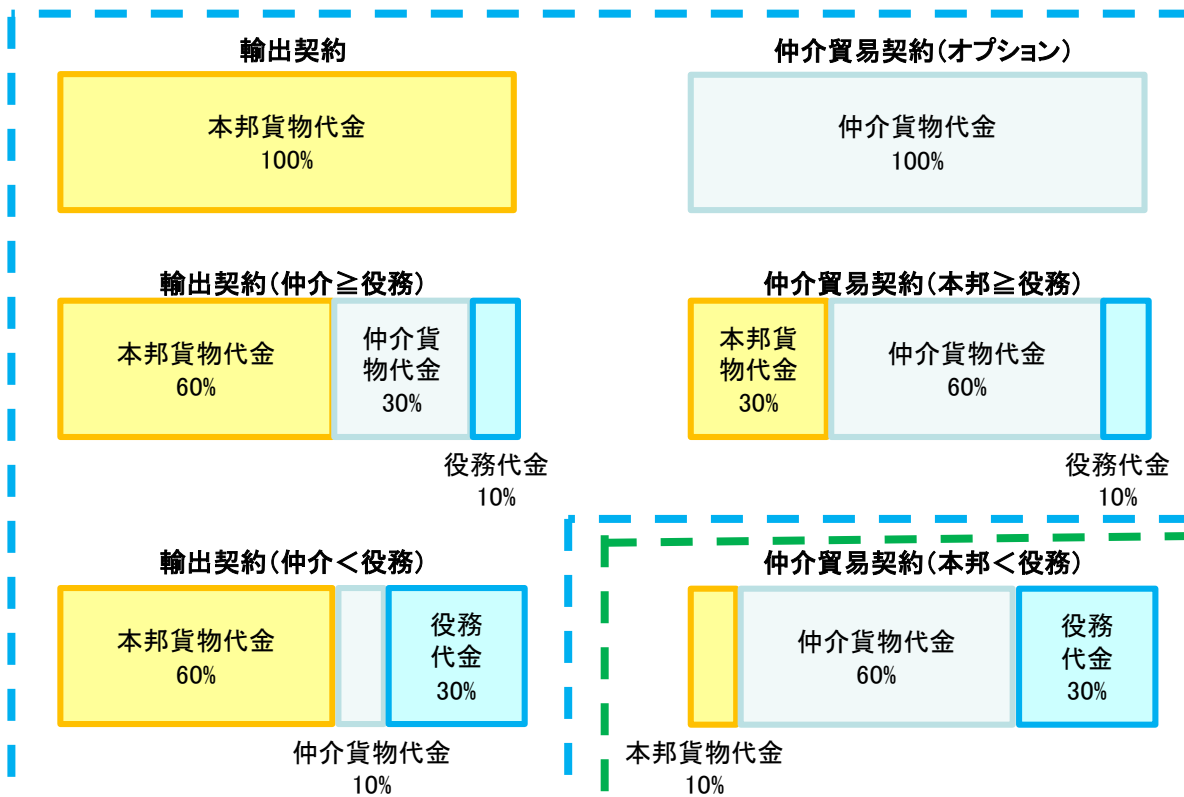 輸出契約
本邦貨物代金
100%
仲介貿易契約(オプション)
仲介貨物代金
100%
輸出契約(仲介≧役務)
本邦貨物代金
60%
仲介貨
物代金
30%
役務代金
10%
仲介貿易契約(本邦≧役務)
本邦貨
物代金
30%
仲介貨物代金
60%
役務代金
10%
輸出契約(仲介<役務)
本邦貨物代金
60%
仲介貨物代金
10%
役務
代金
30%
仲介貿易契約(本邦<役務)
本邦貨物代金
10%
仲介貨物代金
60%
役務
代金
30%